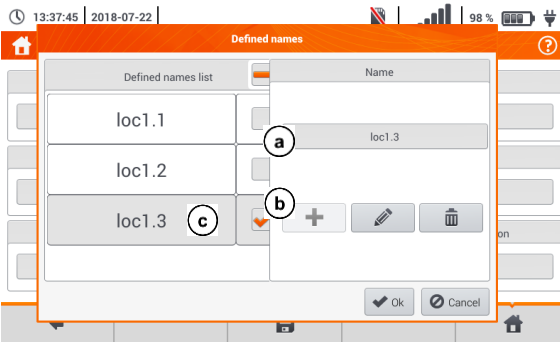 13:37:45 2018-07-22 98 %
Defined names
?
Defined names list
Name
loc1.1
a
loc1.3
loc1.2
b
loc1.3
c
on
Ok
Cancel